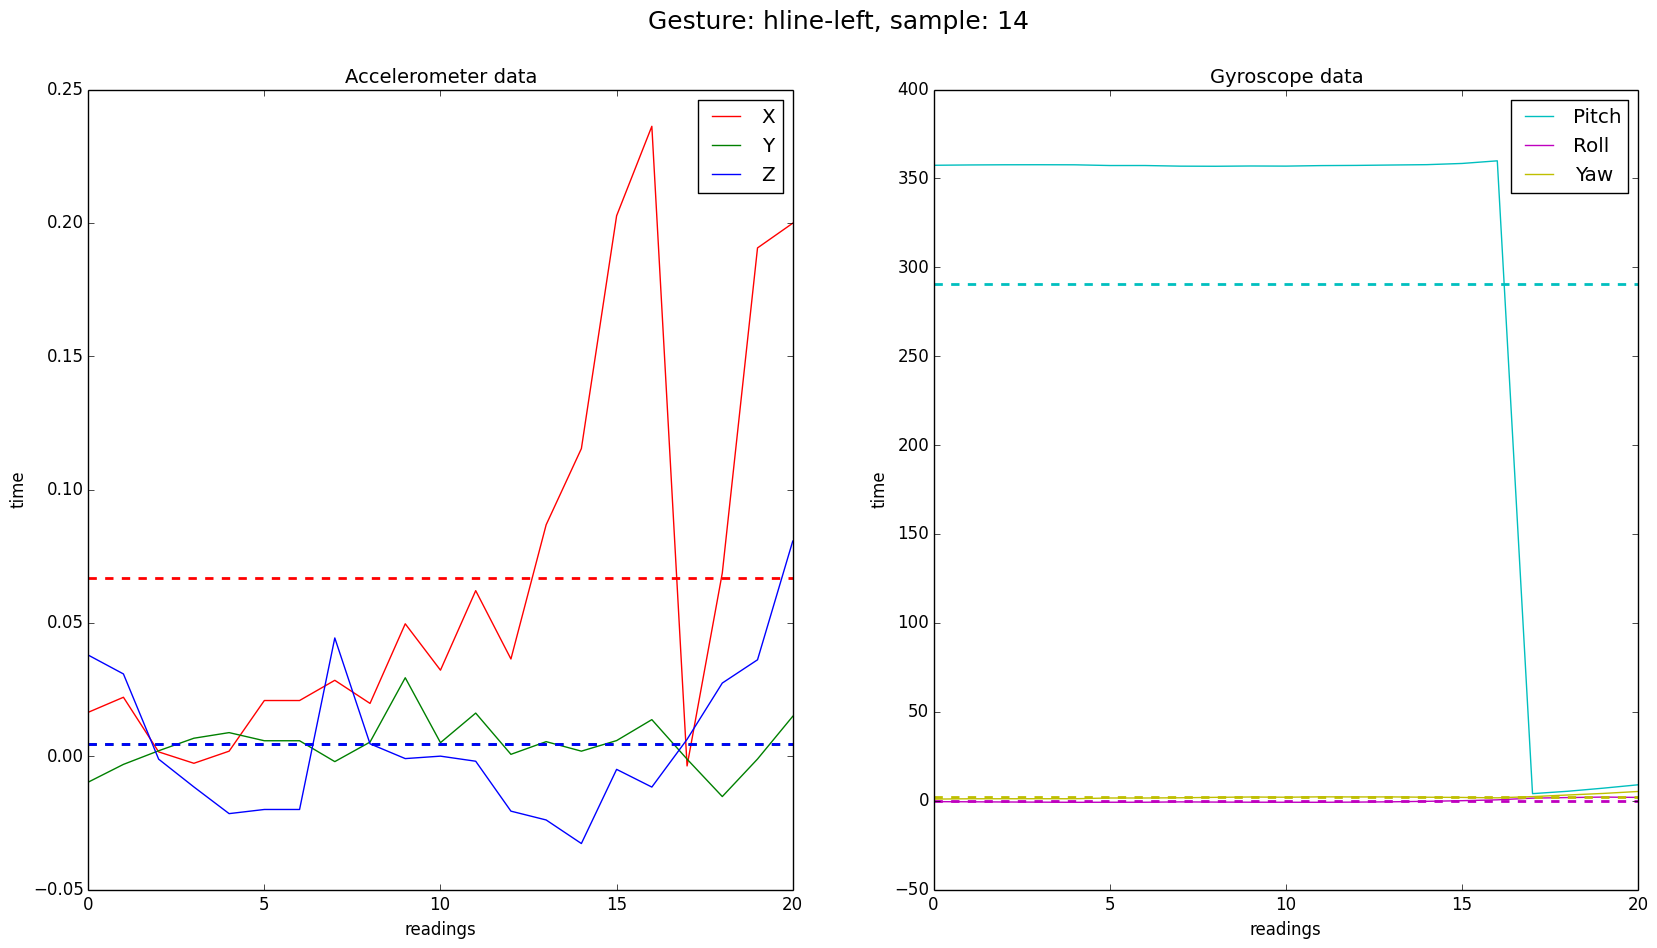 Gesture: hline-left, sample: 14
Accelerometer data
0.25
0.20
0.15
0.10
0.05
0.00
−0.05
0 5 10 15 20
time
readings
X
Y
Z
Gyroscope data
400
350
300
250
200
150
100
50
0
−50
0 5 10 15 20
time
readings
Pitch
Roll
Yaw